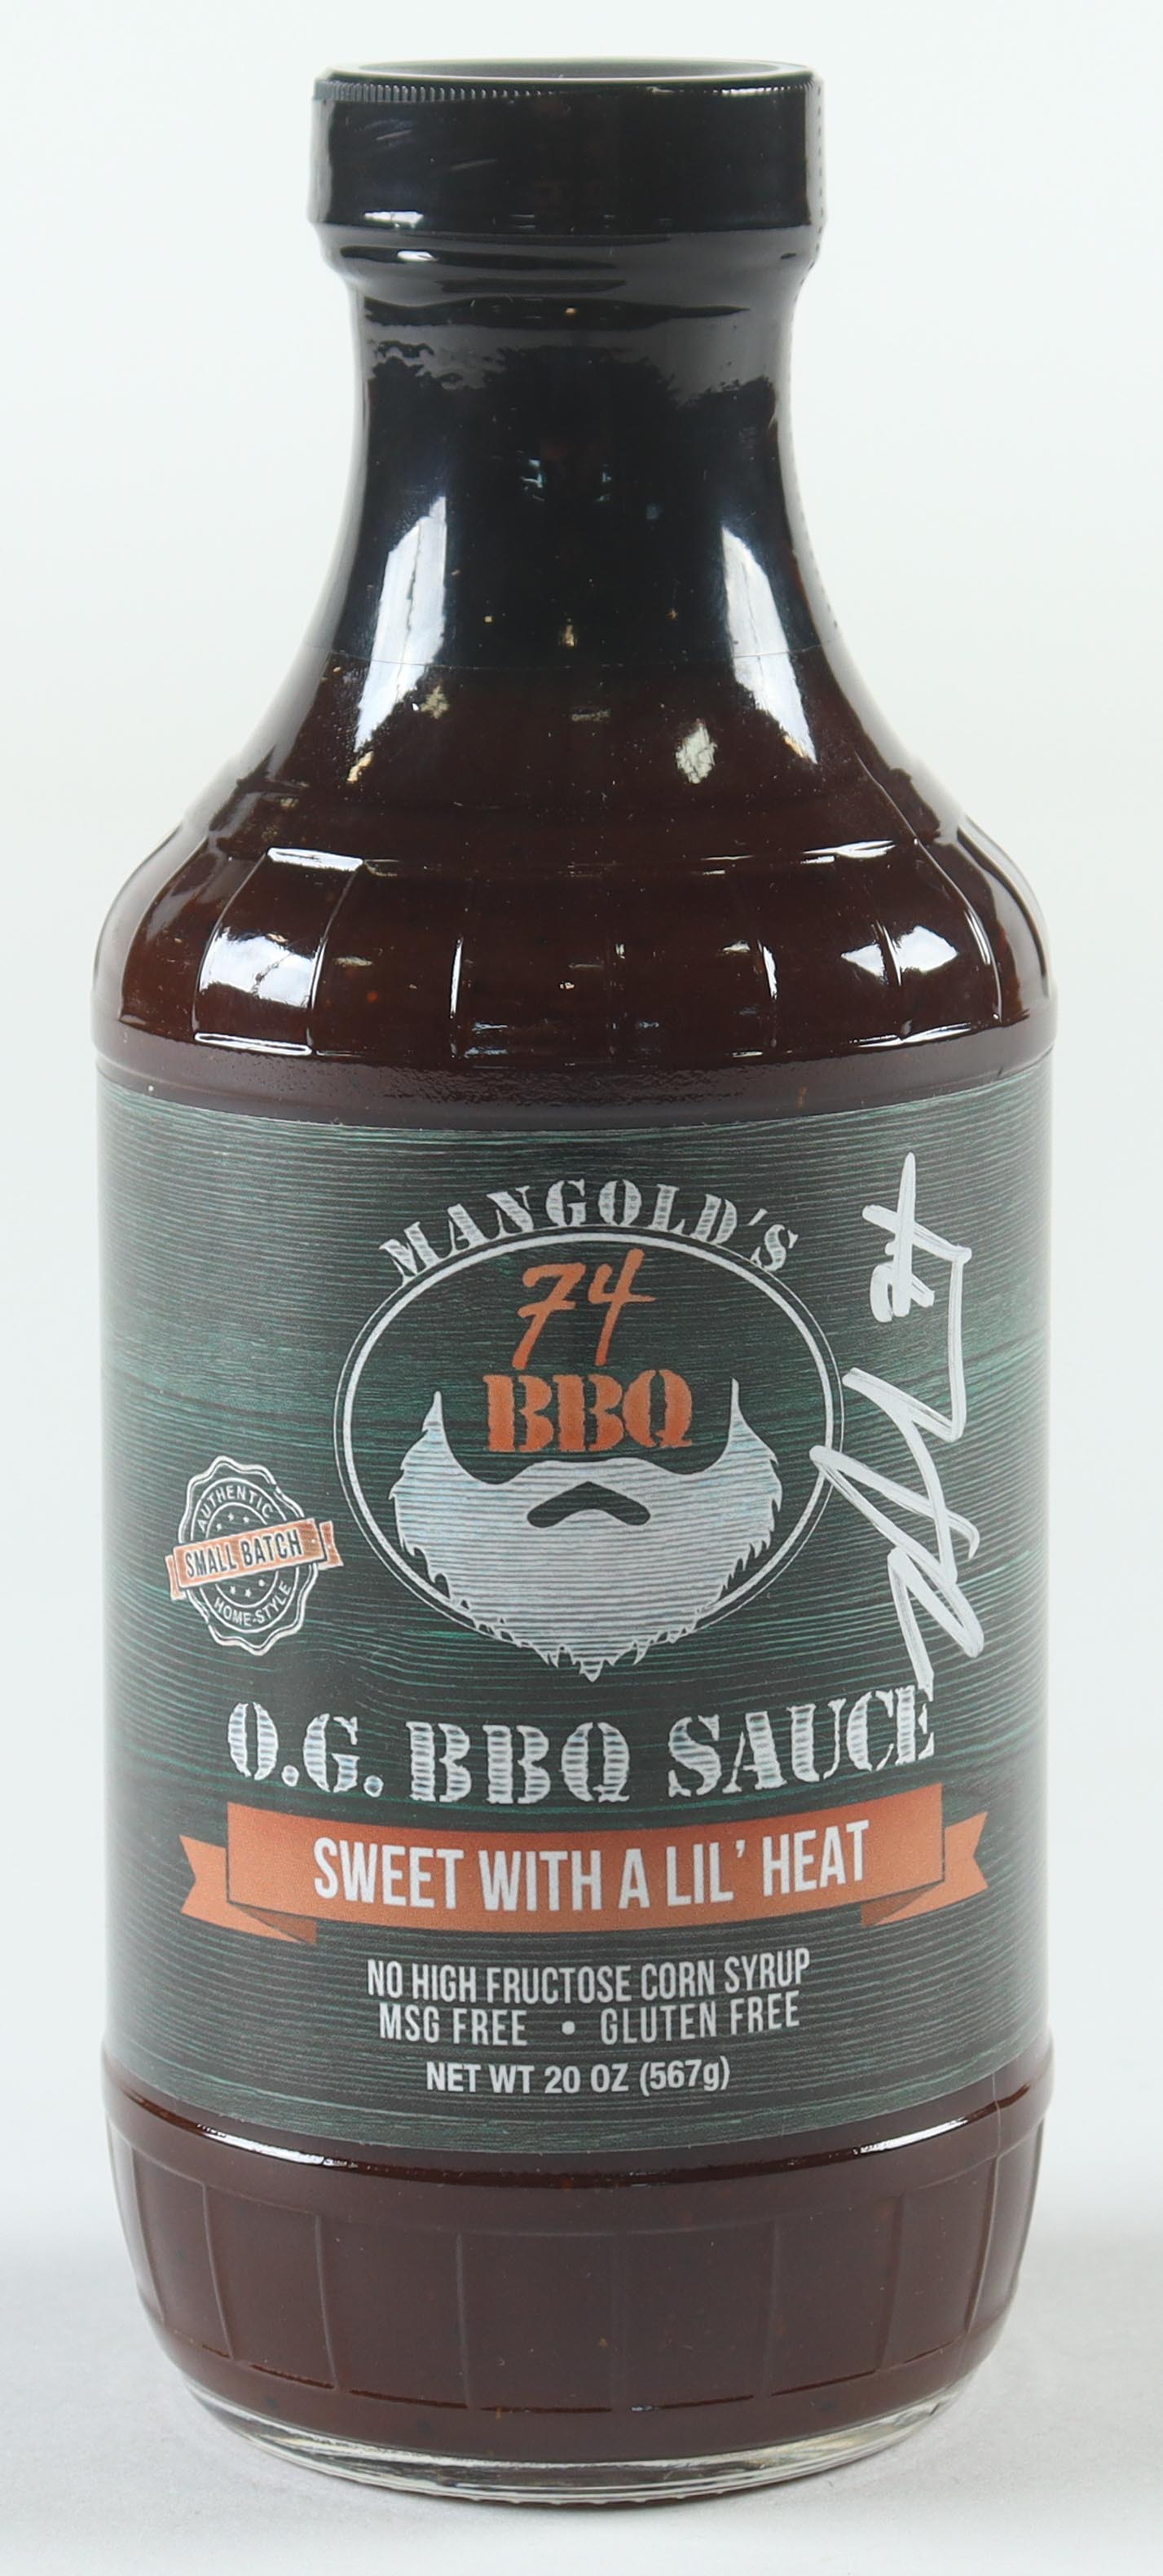 MANGOLD'S
74
BBQ
AUTHENTIC
SMALL BATCH
HOME-STYLE
O.G. BBQ SAUCE
SWEET WITH A LIL' HEAT
NO HIGH FRUCTOSE CORN SYRUP
MSG FREE • GLUTEN FREE
NET WT 20 OZ (567g)